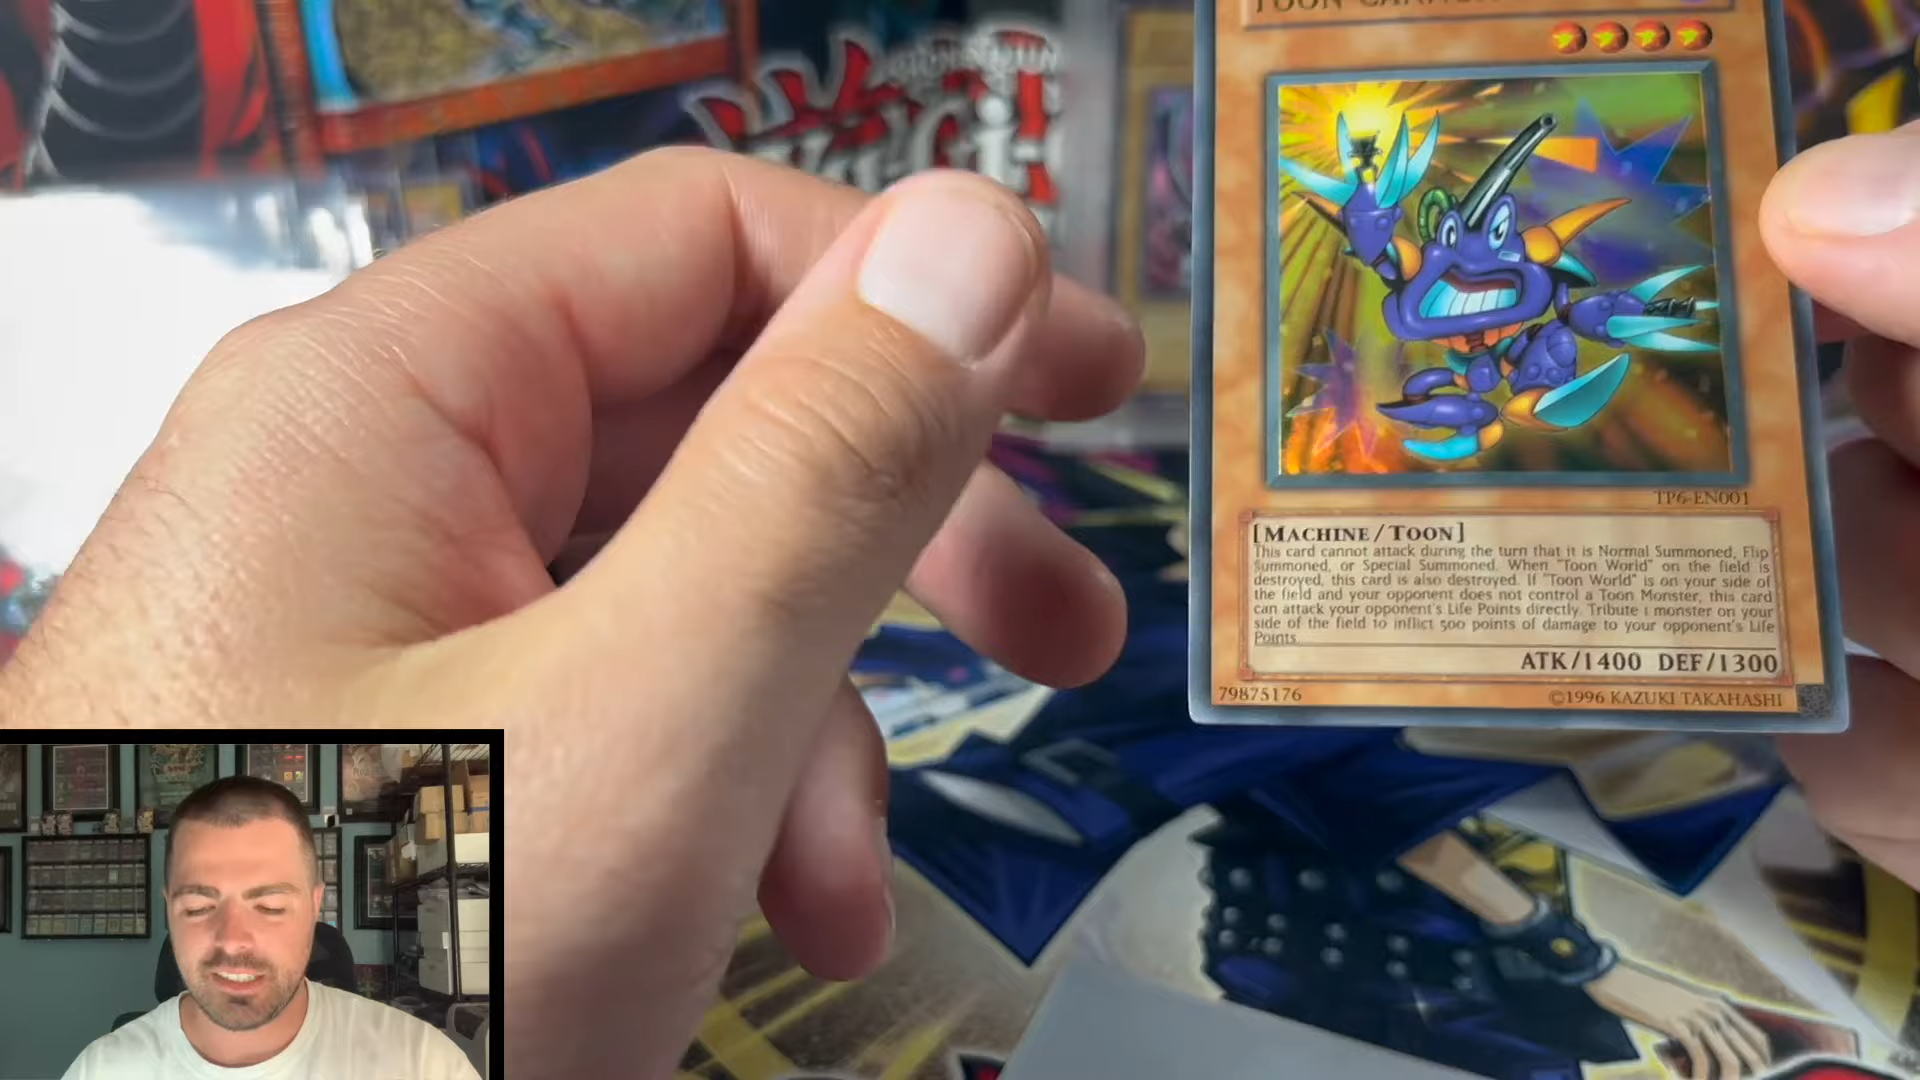 TOON
TP6-EN001
[MACHINE/TOON]
This card cannot attack during the turn that it is Normal Summoned, Flip
Summoned, or Special Summoned. When "Toon World" on the field is
destroyed, this card is also destroyed. If "Toon World" is on your side of
the field and your opponent does not control a Toon Monster, this card
can attack your opponent's Life Points directly. Tribute 1 monster on your
side of the field to inflict 500 points of damage to your opponent's Life
Points.
ATK/1400 DEF/1300
79875176
©1996 KAZUKI TAKAHASHI